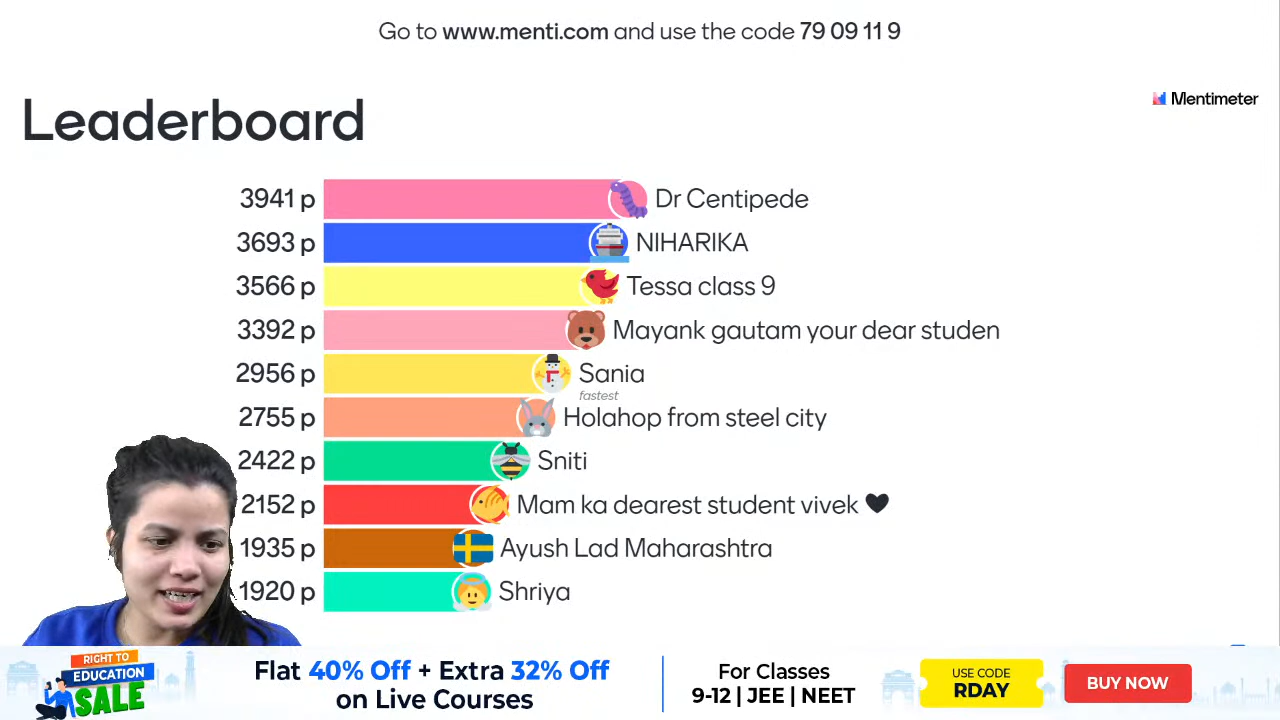 Go to www.menti.com and use the code 79 09 11 9
Leaderboard
Mentimeter
3941 p Dr Centipede
3693 p NIHARIKA
3566 p Tessa class 9
3392 p Mayank gautam your dear studen
2956 p Sania
fastest
2755 p Holahop from steel city
2422 p Sniti
2152 p Mam ka dearest student vivek 🖤
1935 p Ayush Lad Maharashtra
1920 p Shriya
RIGHT TO
EDUCATION
SALE
Flat 40% Off + Extra 32% Off
on Live Courses
For Classes
9-12 | JEE | NEET
USE CODE
RDAY
BUY NOW